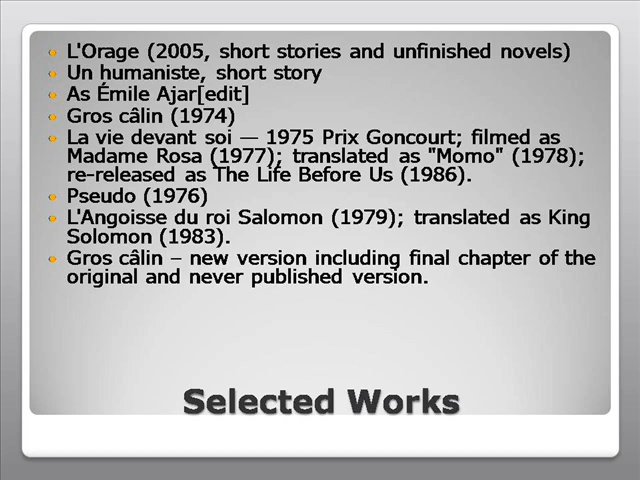 L'Orage (2005, short stories and unfinished novels)
Un humaniste, short story
As Émile Ajar[edit]
Gros câlin (1974)
La vie devant soi — 1975 Prix Goncourt; filmed as
Madame Rosa (1977); translated as "Momo" (1978);
re-released as The Life Before Us (1986).
Pseudo (1976)
L'Angoisse du roi Salomon (1979); translated as King
Solomon (1983).
Gros câlin – new version including final chapter of the
original and never published version.
Selected Works